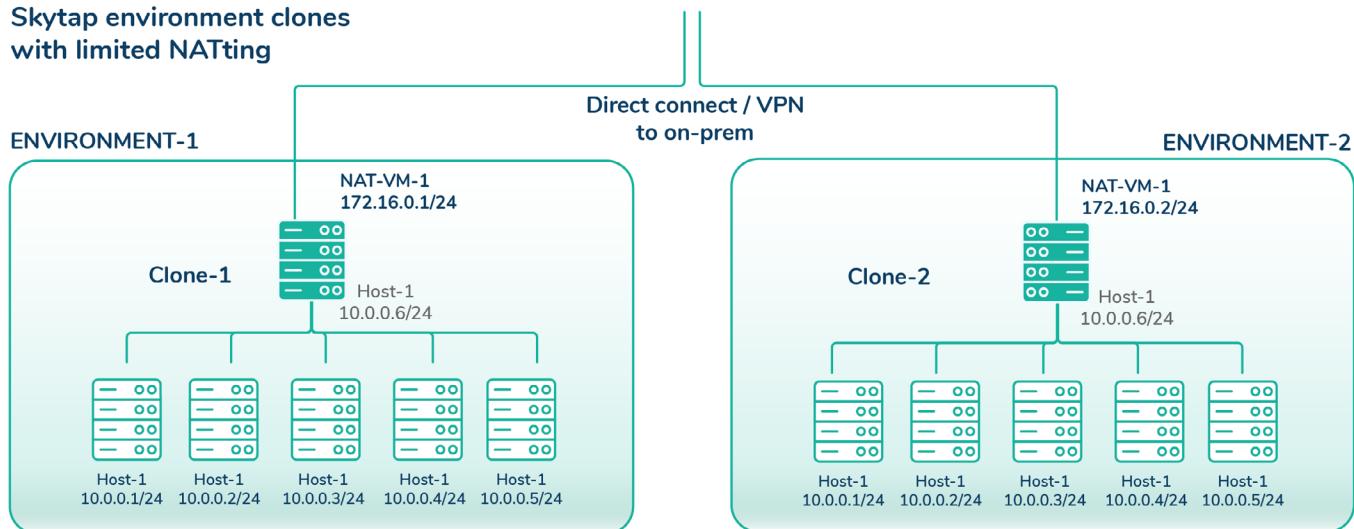 Skytap environment clones
with limited NATting
Direct connect / VPN
to on-prem
ENVIRONMENT-1
NAT-VM-1
172.16.0.1/24
Clone-1
Host-1
10.0.0.6/24
Host-1
10.0.0.1/24
Host-1
10.0.0.2/24
Host-1
10.0.0.3/24
Host-1
10.0.0.4/24
Host-1
10.0.0.5/24
ENVIRONMENT-2
NAT-VM-1
172.16.0.2/24
Clone-2
Host-1
10.0.0.6/24
Host-1
10.0.0.1/24
Host-1
10.0.0.2/24
Host-1
10.0.0.3/24
Host-1
10.0.0.4/24
Host-1
10.0.0.5/24